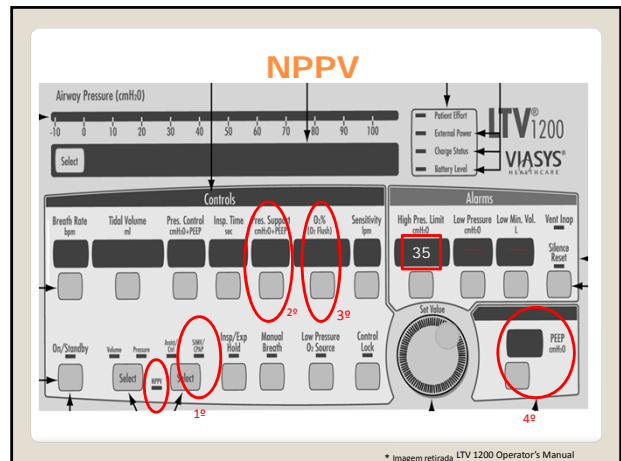 NPPV
Airway Pressure (cmH₂O)
-10 0 10 20 30 40 50 60 70 80 90 100
Select
Patient Effort
External Power
Charge Status
Battery Level
LTV® 1200
VIASYS®
HEALTHCARE
Controls
Breath Rate
bpm
Tidal Volume
ml
Pres. Control
cmH₂O+PEEP
Insp. Time
sec
Pres. Support
cmH₂O+PEEP
O₂%
(O₂ Flush)
Sensitivity
lpm
Alarms
High Pres. Limit
cmH₂O
Low Pressure
cmH₂O
Low Min. Vol.
L
Vent Inop
35
Silence
Reset
2º
3º
Set Value
On/Standby
Volume Pressure
Select
NPPV
Assist/
Ctrl
SIMV/
CPAP
Select
Insp/Exp
Hold
Manual
Breath
Low Pressure
O₂ Source
Control
Lock
PEEP
cmH₂O
1º
4º
* Imagem retirada LTV 1200 Operator's Manual